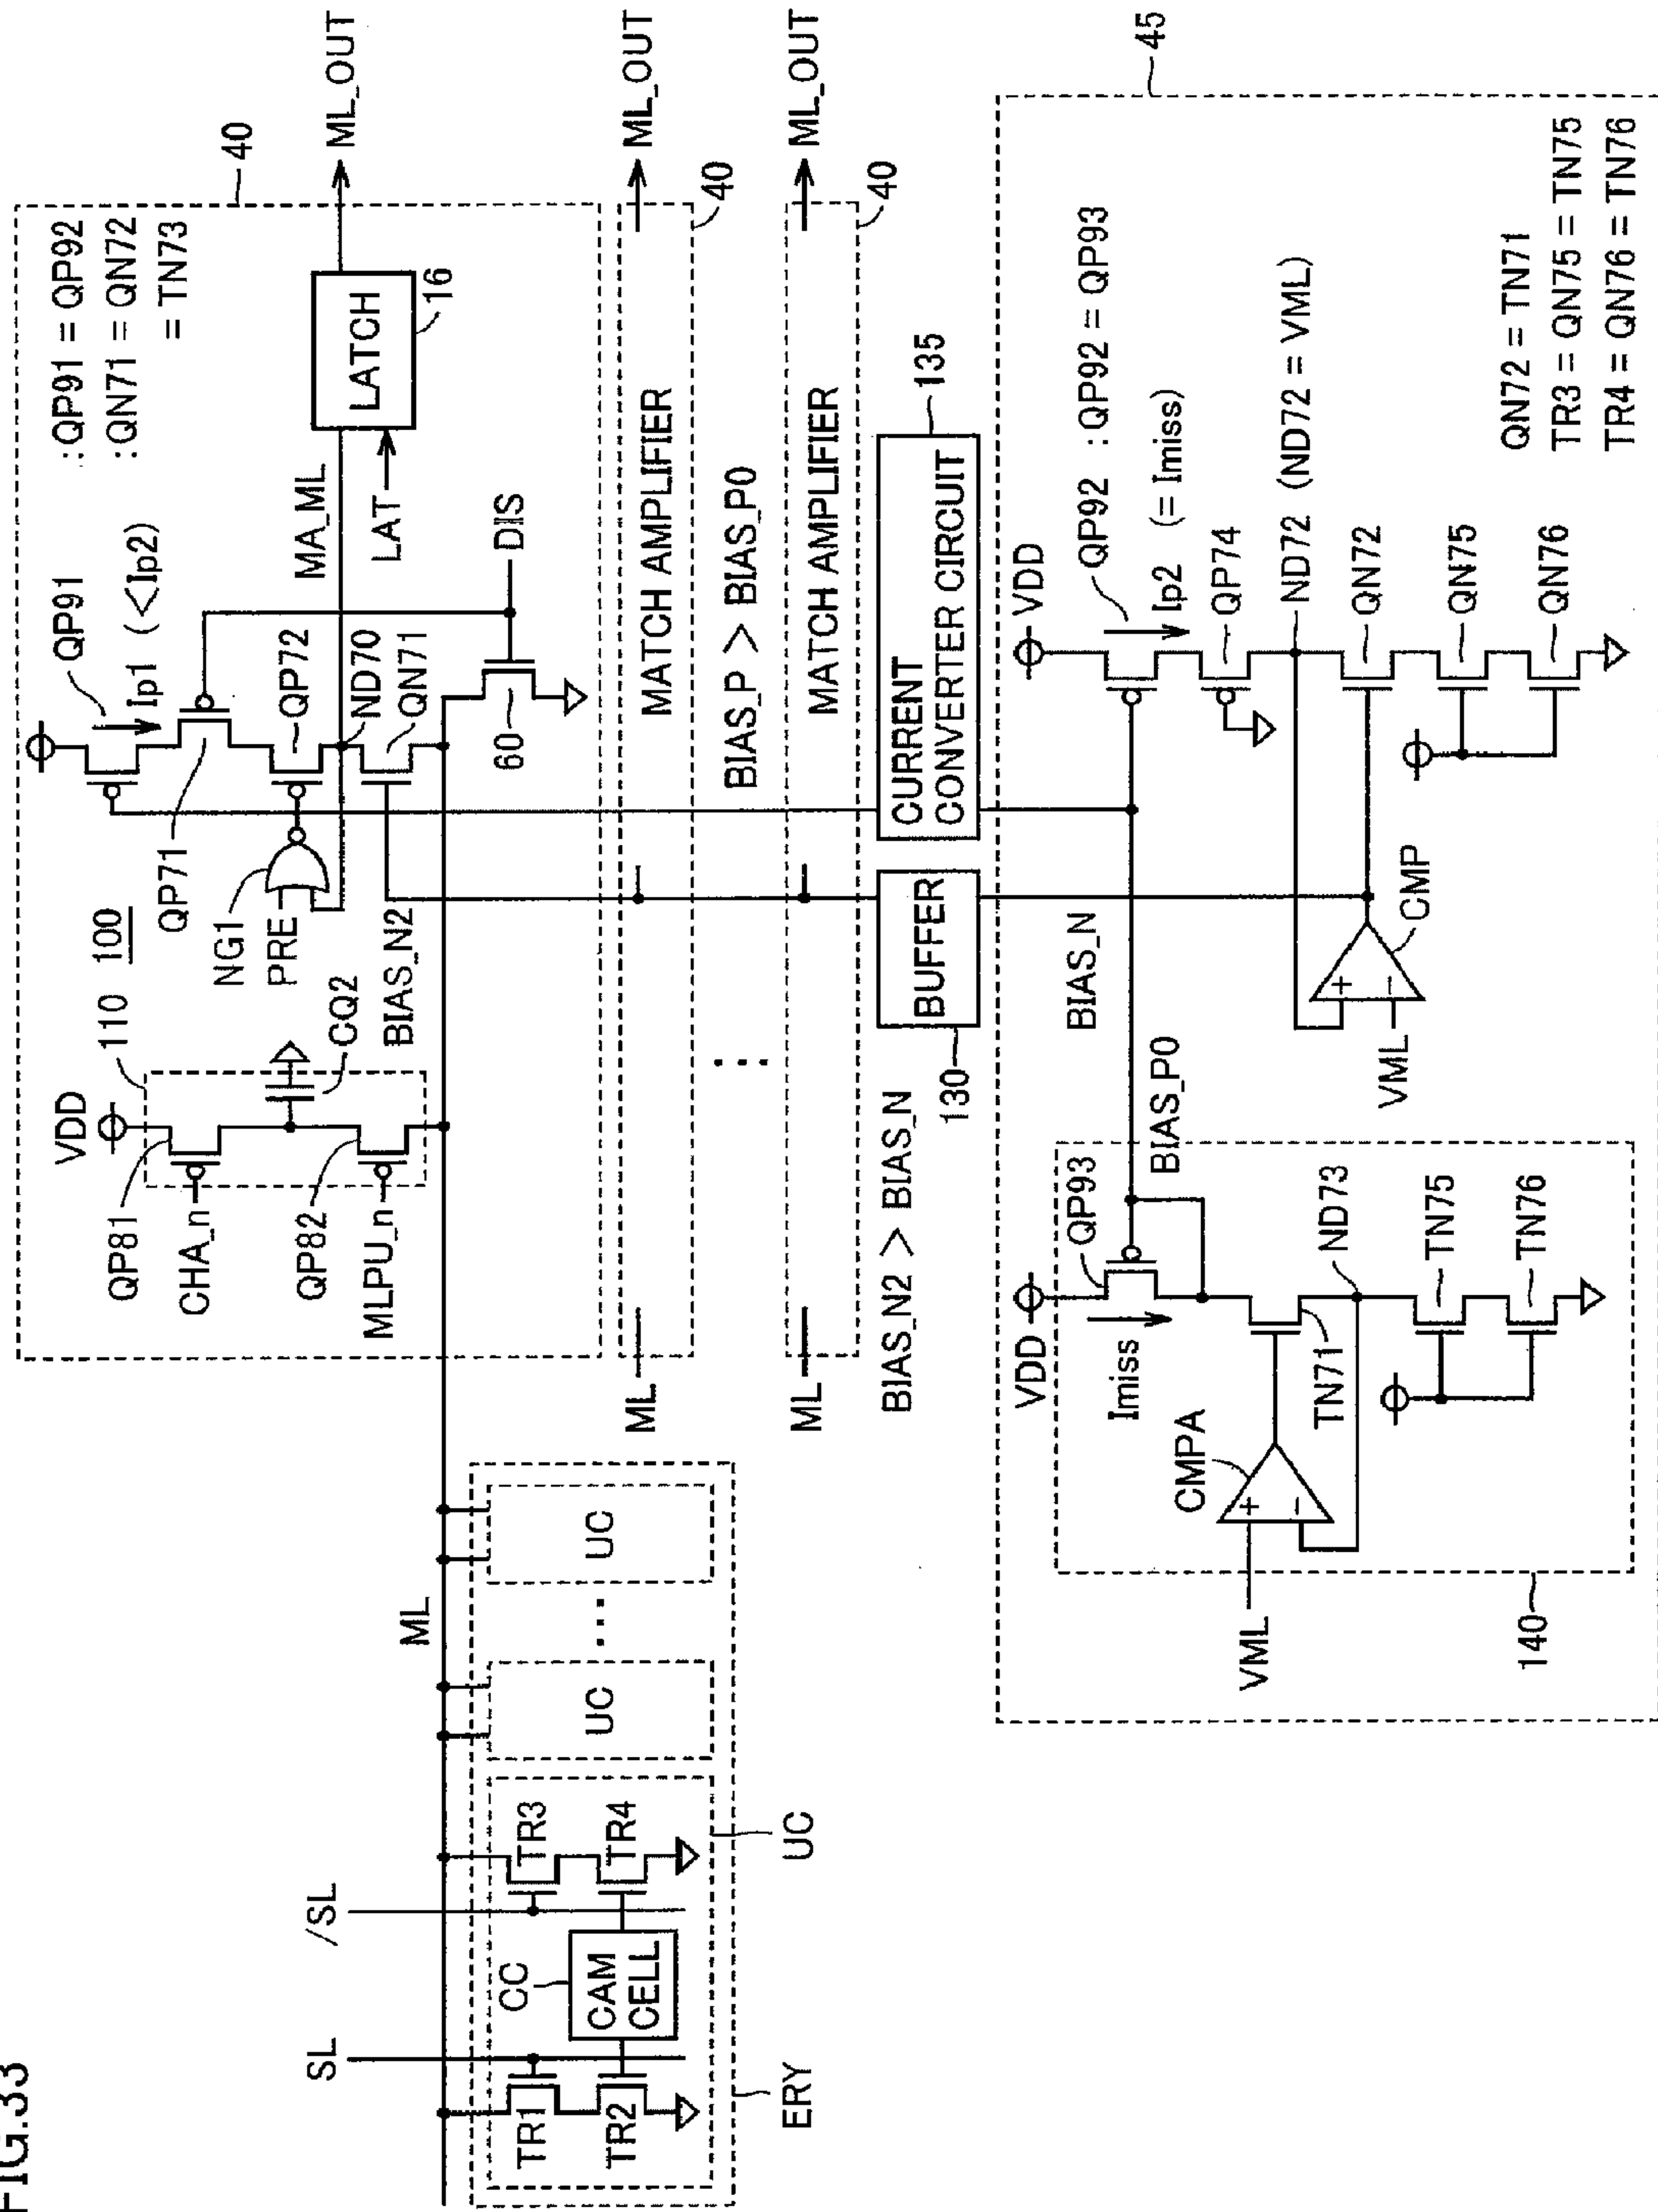 FIG.33
SL
/SL
TR1
TR2
CC
CAM
CELL
TR3
TR4
UC
ERY
UC
UC
ML
VDD
110
QP81
CHA_n
QP82
MLPU_n
CQ2
100
QP71
NG1
PRE
BIAS_N2
QP91
Ip1 (<Ip2)
QP72
ND70
QN71
60
DIS
MA_ML
LAT
LATCH
16
:QP91 = QP92
:QN71 = QN72
= TN73
40
ML_OUT
ML
MATCH AMPLIFIER
40
ML_OUT
BIAS_P > BIAS_P0
ML
MATCH AMPLIFIER
40
ML_OUT
BIAS_N2 > BIAS_N
BUFFER
130
CURRENT
CONVERTER CIRCUIT
135
45
BIAS_N
BIAS_P0
VDD
QP93
Imiss
CMPA
+
−
VML
TN71
ND73
TN75
TN76
140
VDD
QP92 :QP92 = QP93
Ip2 (= Imiss)
QP74
ND72 (ND72 = VML)
QN72
QN75
QN76
CMP
+
−
VML
QN72 = TN71
TR3 = QN75 = TN75
TR4 = QN76 = TN76